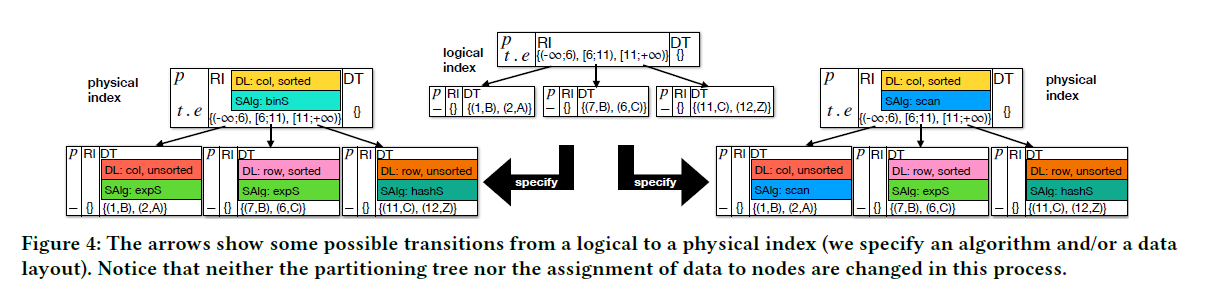 p RI DT
t.e {(-∞;6), [6;11), [11;+∞)} {}
logical
index
p RI DT
– {} {(1,B), (2,A)}
p RI DT
– {} {(7,B), (6,C)}
p RI DT
– {} {(11,C), (12,Z)}
physical
index
p RI DL: col, sorted DT
SAlg: binS
t.e {(-∞;6), [6;11), [11;+∞)} {}
p RI DT
DL: col, unsorted
SAlg: expS
– {} {(1,B), (2,A)}
p RI DT
DL: row, sorted
SAlg: expS
– {} {(7,B), (6,C)}
p RI DT
DL: row, unsorted
SAlg: hashS
– {} {(11,C), (12,Z)}
specify
specify
p RI DL: col, sorted DT
SAlg: scan
t.e {(-∞;6), [6;11), [11;+∞)} {}
physical
index
p RI DT
DL: col, unsorted
SAlg: scan
– {} {(1,B), (2,A)}
p RI DT
DL: row, sorted
SAlg: expS
– {} {(7,B), (6,C)}
p RI DT
DL: row, unsorted
SAlg: hashS
– {} {(11,C), (12,Z)}
Figure 4: The arrows show some possible transitions from a logical to a physical index (we specify an algorithm and/or a data
layout). Notice that neither the partitioning tree nor the assignment of data to nodes are changed in this process.